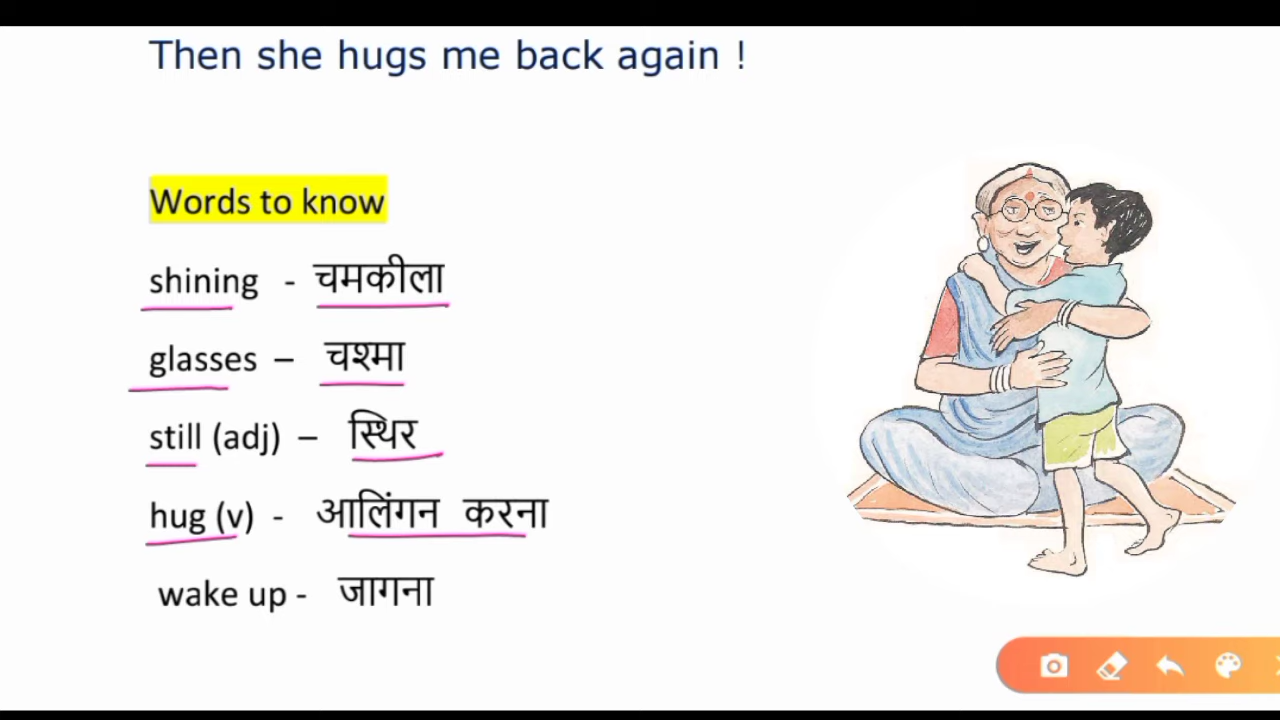 Then she hugs me back again !
Words to know
shining - चमकीला
glasses – चश्मा
still (adj) – स्थिर
hug (v) - आलिंगन करना
wake up - जागना